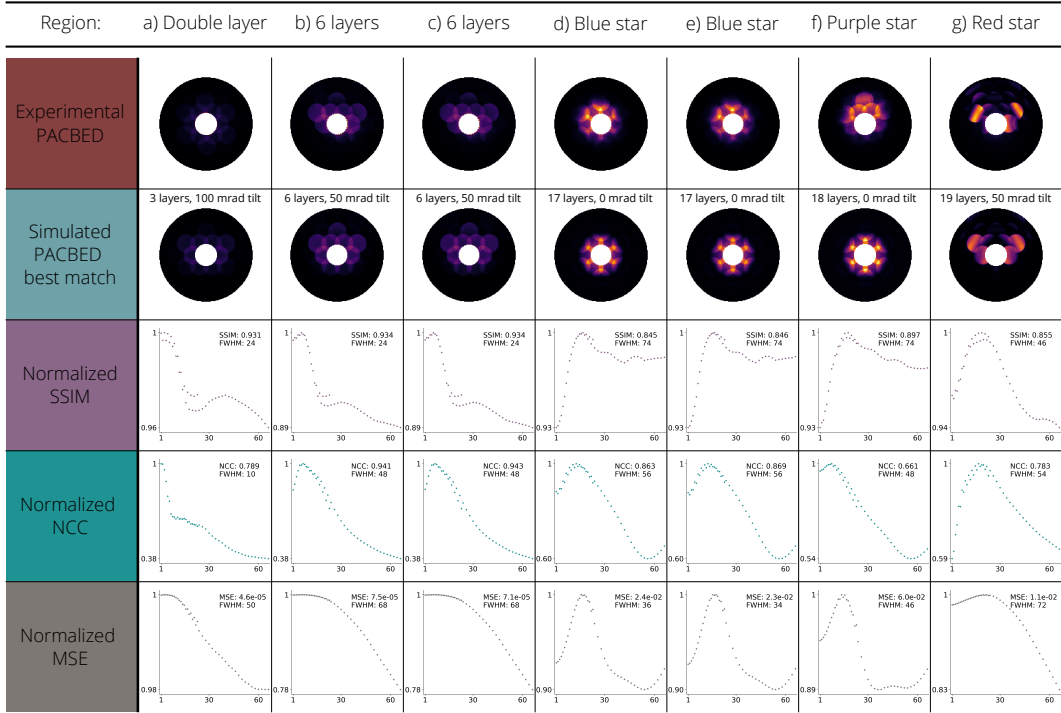 Region: a) Double layer b) 6 layers c) 6 layers d) Blue star e) Blue star f) Purple star g) Red star
Experimental
PACBED
3 layers, 100 mrad tilt 6 layers, 50 mrad tilt 6 layers, 50 mrad tilt 17 layers, 0 mrad tilt 17 layers, 0 mrad tilt 18 layers, 0 mrad tilt 19 layers, 50 mrad tilt
Simulated
PACBED
best match
1 SSIM: 0.931 1 SSIM: 0.934 1 SSIM: 0.934 1 SSIM: 0.845 1 SSIM: 0.846 1 SSIM: 0.897 1 SSIM: 0.855
FWHM: 24 FWHM: 24 FWHM: 24 FWHM: 74 FWHM: 74 FWHM: 74 FWHM: 46
Normalized
SSIM
0.96 0.89 0.89 0.93 0.93 0.93 0.94
1 30 60 1 30 60 1 30 60 1 30 60 1 30 60 1 30 60 1 30 60
1 NCC: 0.789 1 NCC: 0.941 1 NCC: 0.943 1 NCC: 0.863 1 NCC: 0.869 1 NCC: 0.661 1 NCC: 0.783
FWHM: 10 FWHM: 48 FWHM: 48 FWHM: 56 FWHM: 56 FWHM: 48 FWHM: 54
Normalized
NCC
0.38 0.38 0.38 0.60 0.60 0.54 0.59
1 30 60 1 30 60 1 30 60 1 30 60 1 30 60 1 30 60 1 30 60
1 MSE: 4.6e-05 1 MSE: 7.5e-05 1 MSE: 7.1e-05 1 MSE: 2.4e-02 1 MSE: 2.3e-02 1 MSE: 6.0e-02 1 MSE: 1.1e-02
FWHM: 50 FWHM: 68 FWHM: 68 FWHM: 36 FWHM: 34 FWHM: 46 FWHM: 72
Normalized
MSE
0.98 0.78 0.78 0.90 0.90 0.89 0.83
1 30 60 1 30 60 1 30 60 1 30 60 1 30 60 1 30 60 1 30 60